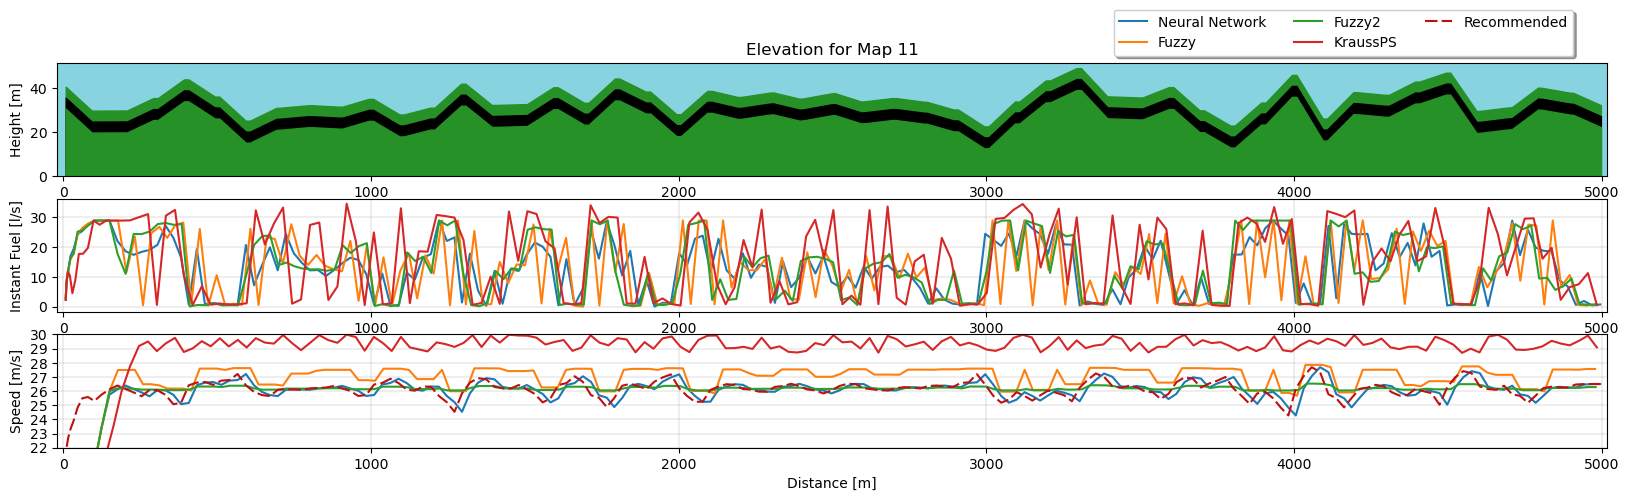 Neural Network
Fuzzy
Fuzzy2
KraussPS
Recommended
Elevation for Map 11
Height [m]
40
20
0
0 1000 2000 3000 4000 5000
Instant Fuel [l/s]
30
20
10
0
0 1000 2000 3000 4000 5000
Speed [m/s]
30
29
28
27
26
25
24
23
22
0 1000 2000 3000 4000 5000
Distance [m]